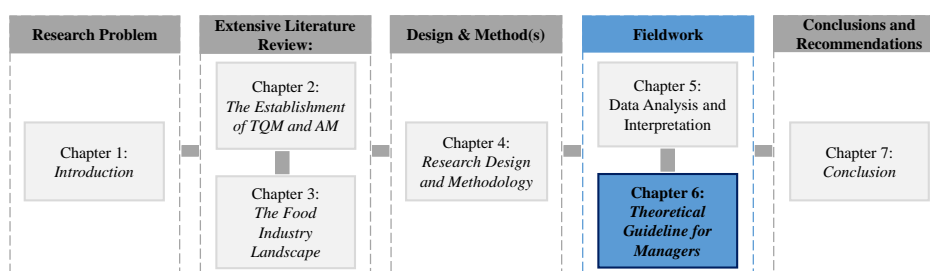 Research Problem
Extensive Literature
Review:
Design & Method(s)
Fieldwork
Conclusions and
Recommendations
Chapter 1:
Introduction
Chapter 2:
The Establishment
of TQM and AM
Chapter 3:
The Food
Industry
Landscape
Chapter 4:
Research Design
and Methodology
Chapter 5:
Data Analysis and
Interpretation
Chapter 6:
Theoretical
Guideline for
Managers
Chapter 7:
Conclusion